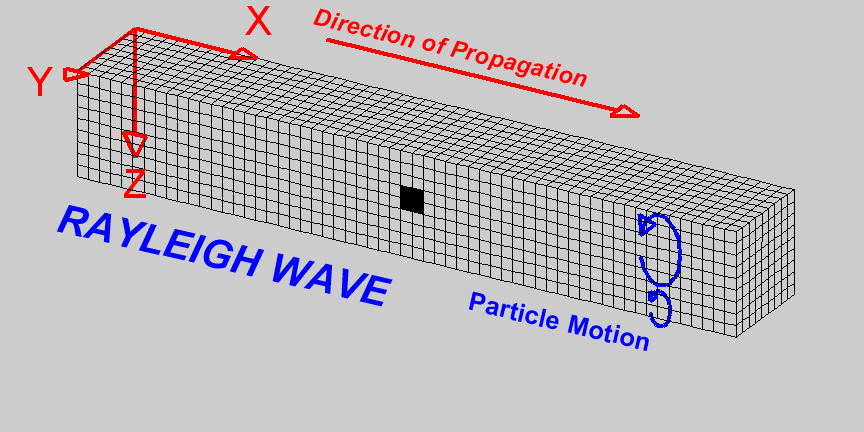 X
Direction of Propagation
Y
Z
RAYLEIGH WAVE
Particle Motion